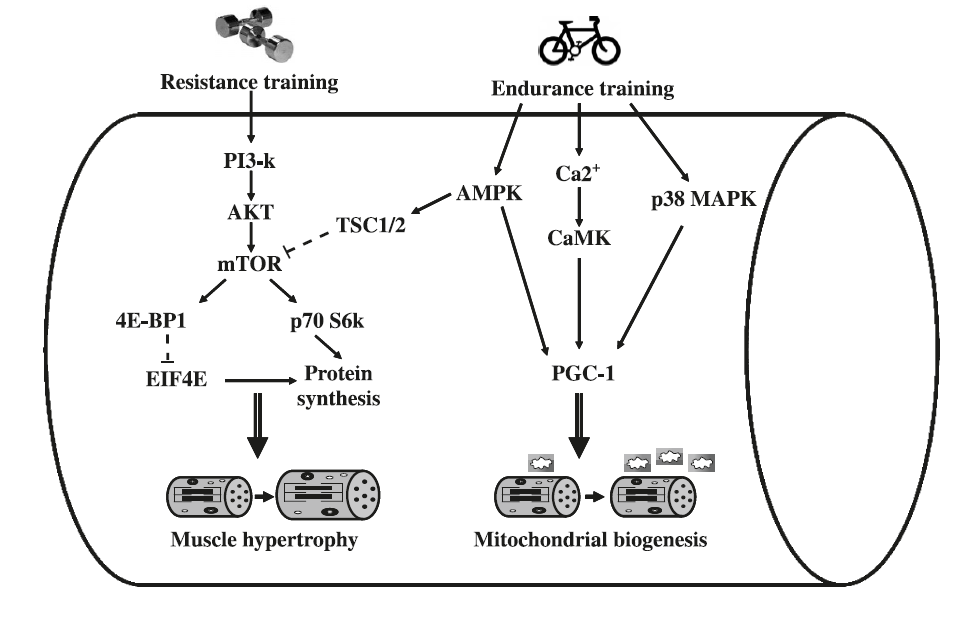 Resistance training
Endurance training
PI3-k
Ca2⁺
AMPK
p38 MAPK
AKT
TSC1/2
CaMK
mTOR
4E-BP1
p70 S6k
EIF4E
Protein
synthesis
PGC-1
Muscle hypertrophy
Mitochondrial biogenesis